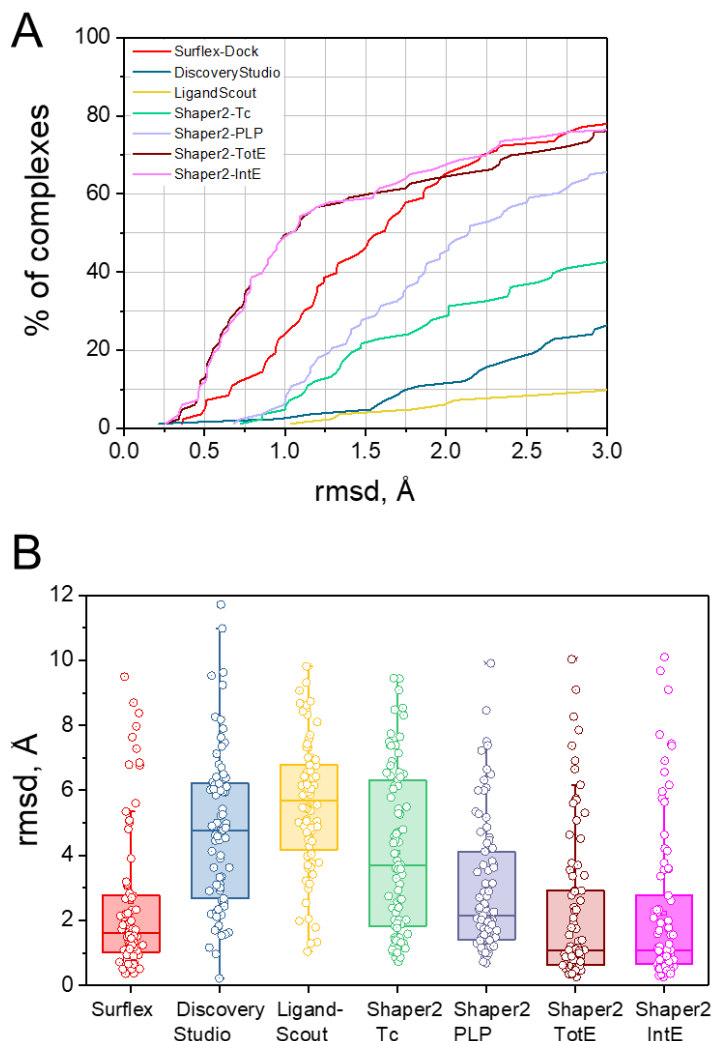 A
100
80
60
40
20
0
% of complexes
Surflex-Dock
DiscoveryStudio
LigandScout
Shaper2-Tc
Shaper2-PLP
Shaper2-TotE
Shaper2-IntE
0.0 0.5 1.0 1.5 2.0 2.5 3.0
rmsd, Å
B
12
10
8
6
4
2
0
rmsd, Å
Surflex Discovery Ligand- Shaper2 Shaper2 Shaper2 Shaper2
Studio Scout Tc PLP TotE IntE